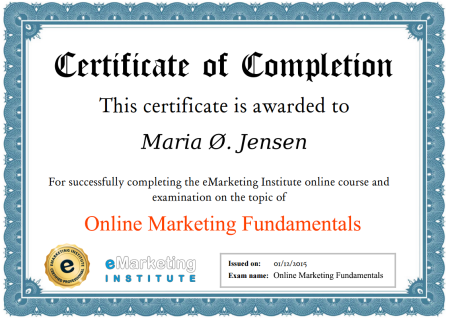 Certificate of Completion
This certificate is awarded to
Maria Ø. Jensen
For successfully completing the eMarketing Institute online course and
examination on the topic of
Online Marketing Fundamentals
eMARKETING INSTITUTE
e
eMarketing
INSTITUTE
Issued on: 01/12/2015
Exam name: Online Marketing Fundamentals